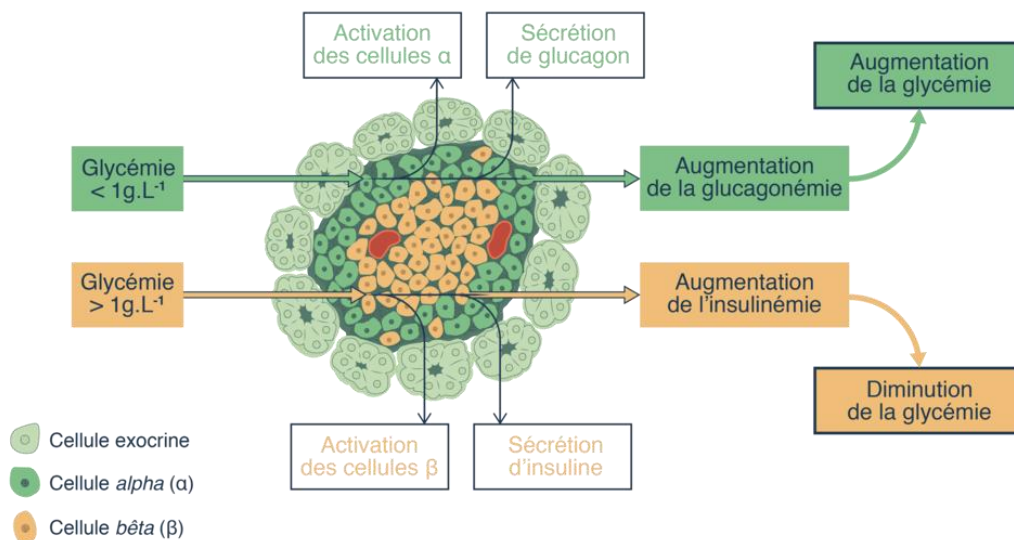 Activation
des cellules α
Sécrétion
de glucagon
Augmentation
de la glycémie
Glycémie
< 1g.L⁻¹
Augmentation
de la glucagonémie
Glycémie
> 1g.L⁻¹
Augmentation
de l'insulinémie
Activation
des cellules β
Sécrétion
d'insuline
Diminution
de la glycémie
Cellule exocrine
Cellule alpha (α)
Cellule bêta (β)